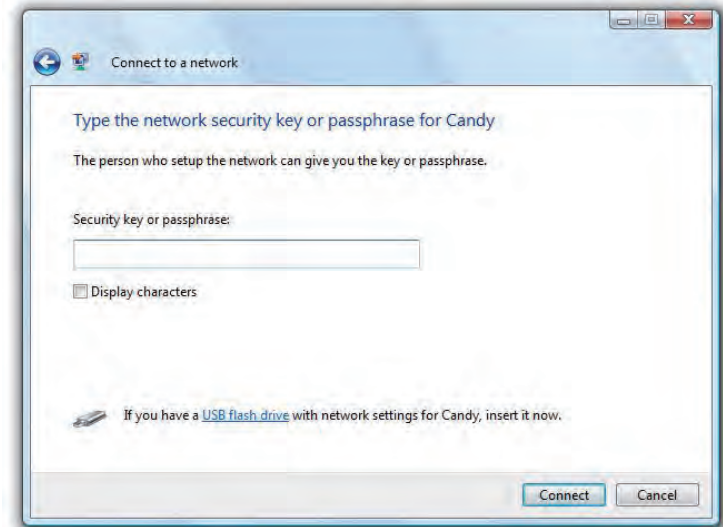 Connect to a network
Type the network security key or passphrase for Candy
The person who setup the network can give you the key or passphrase.
Security key or passphrase:
Display characters
If you have a USB flash drive with network settings for Candy, insert it now.
Connect Cancel